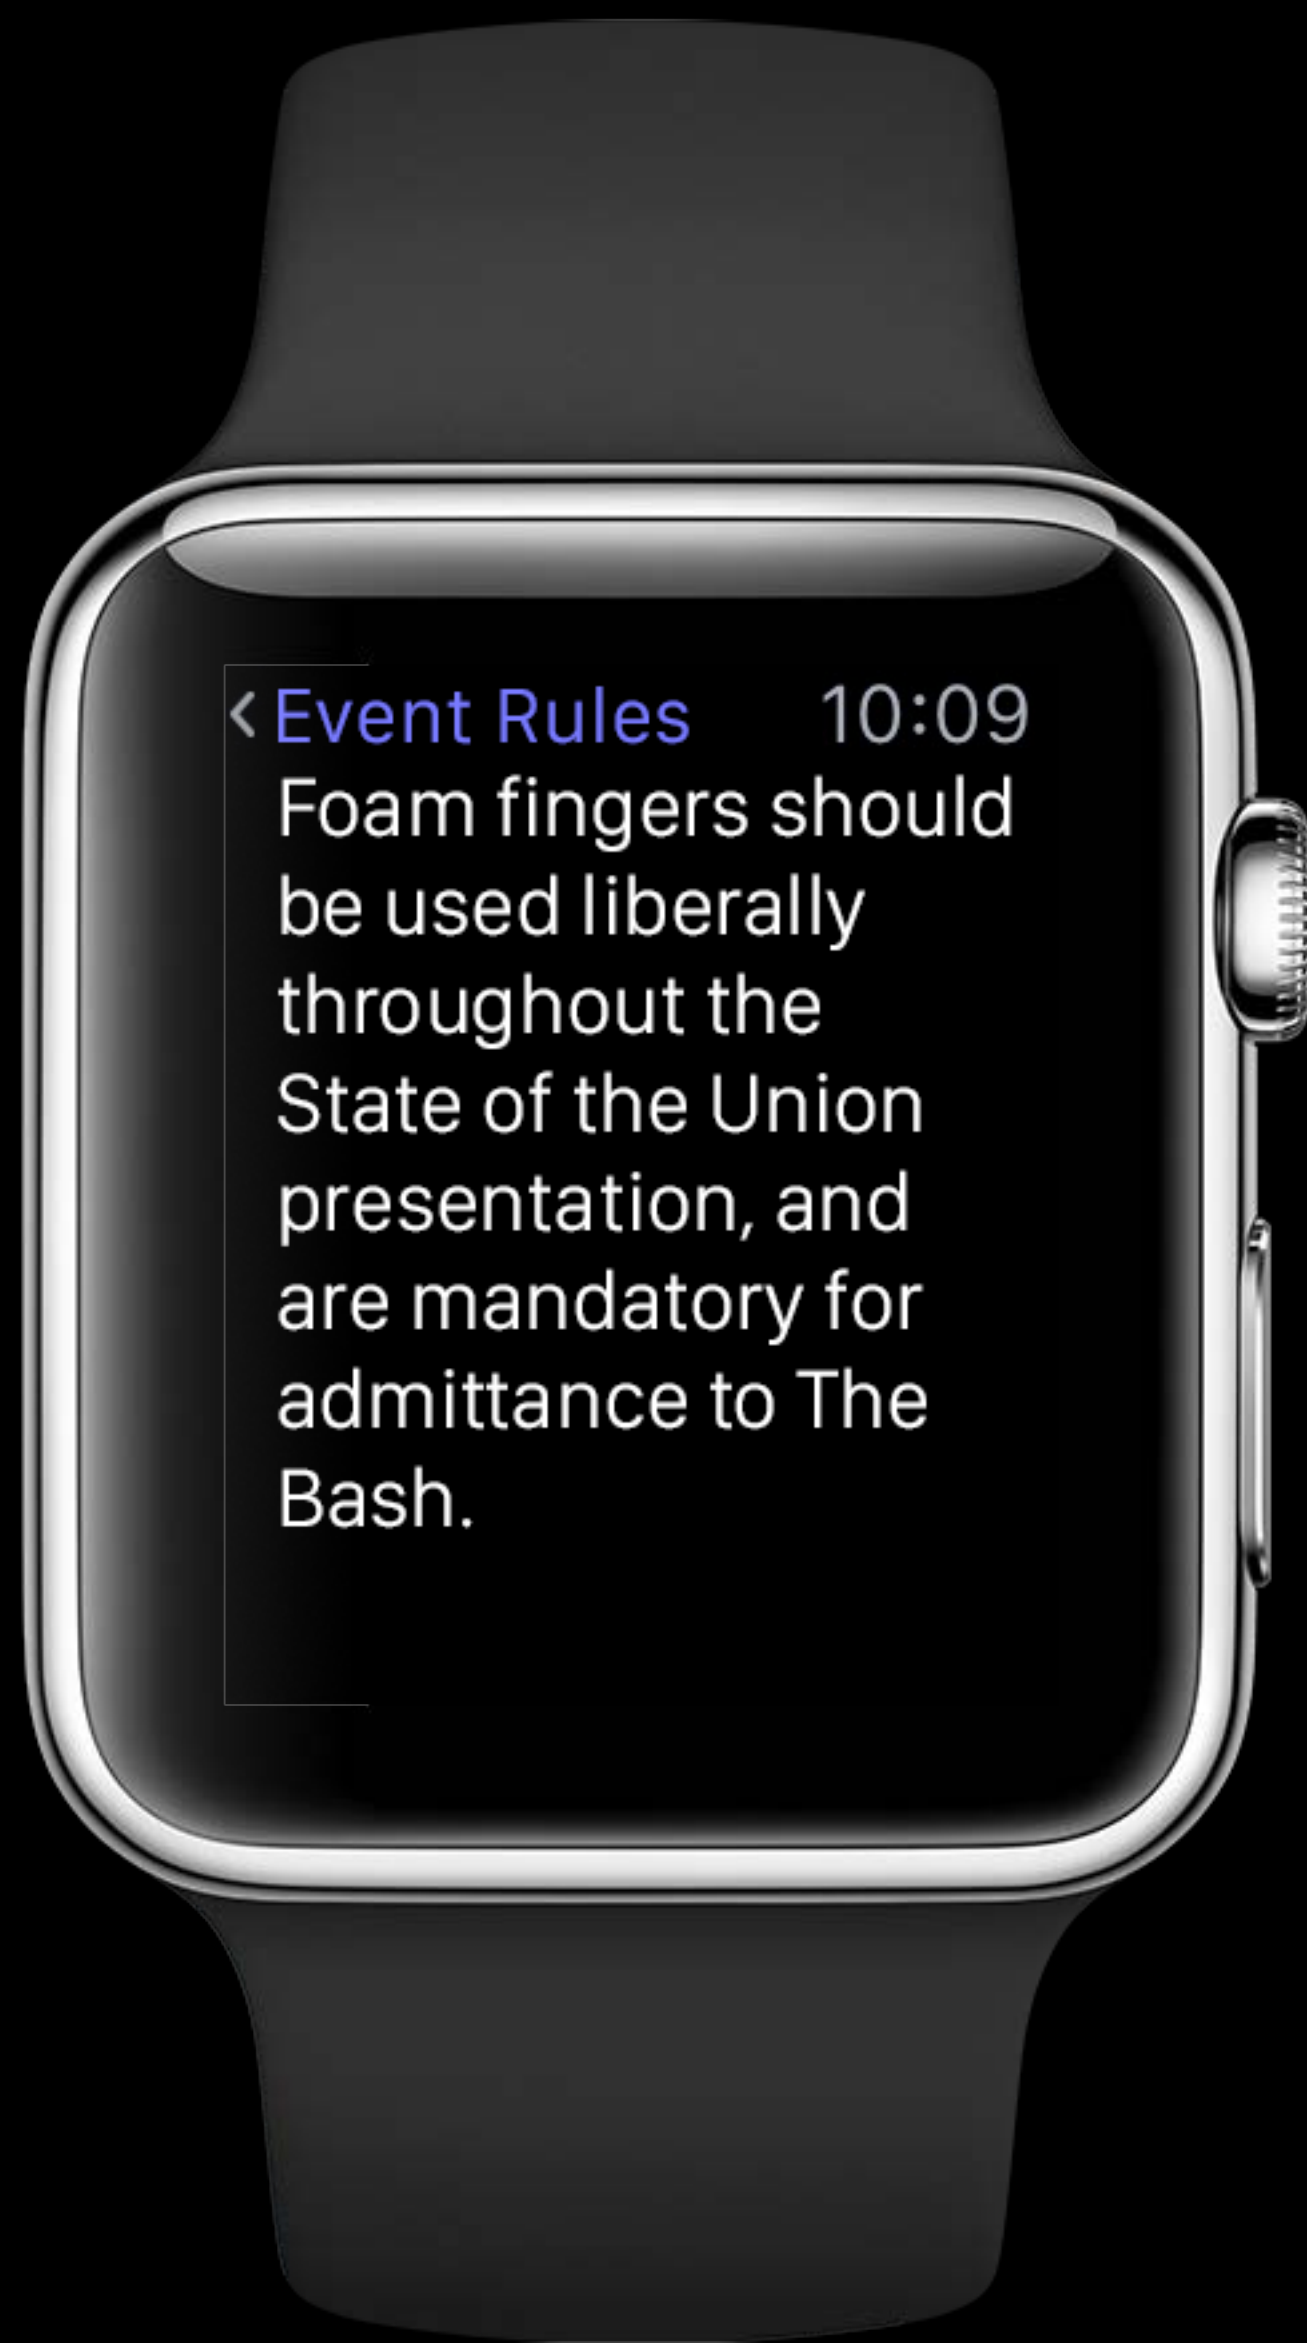 < Event Rules 10:09
Foam fingers should
be used liberally
throughout the
State of the Union
presentation, and
are mandatory for
admittance to The
Bash.